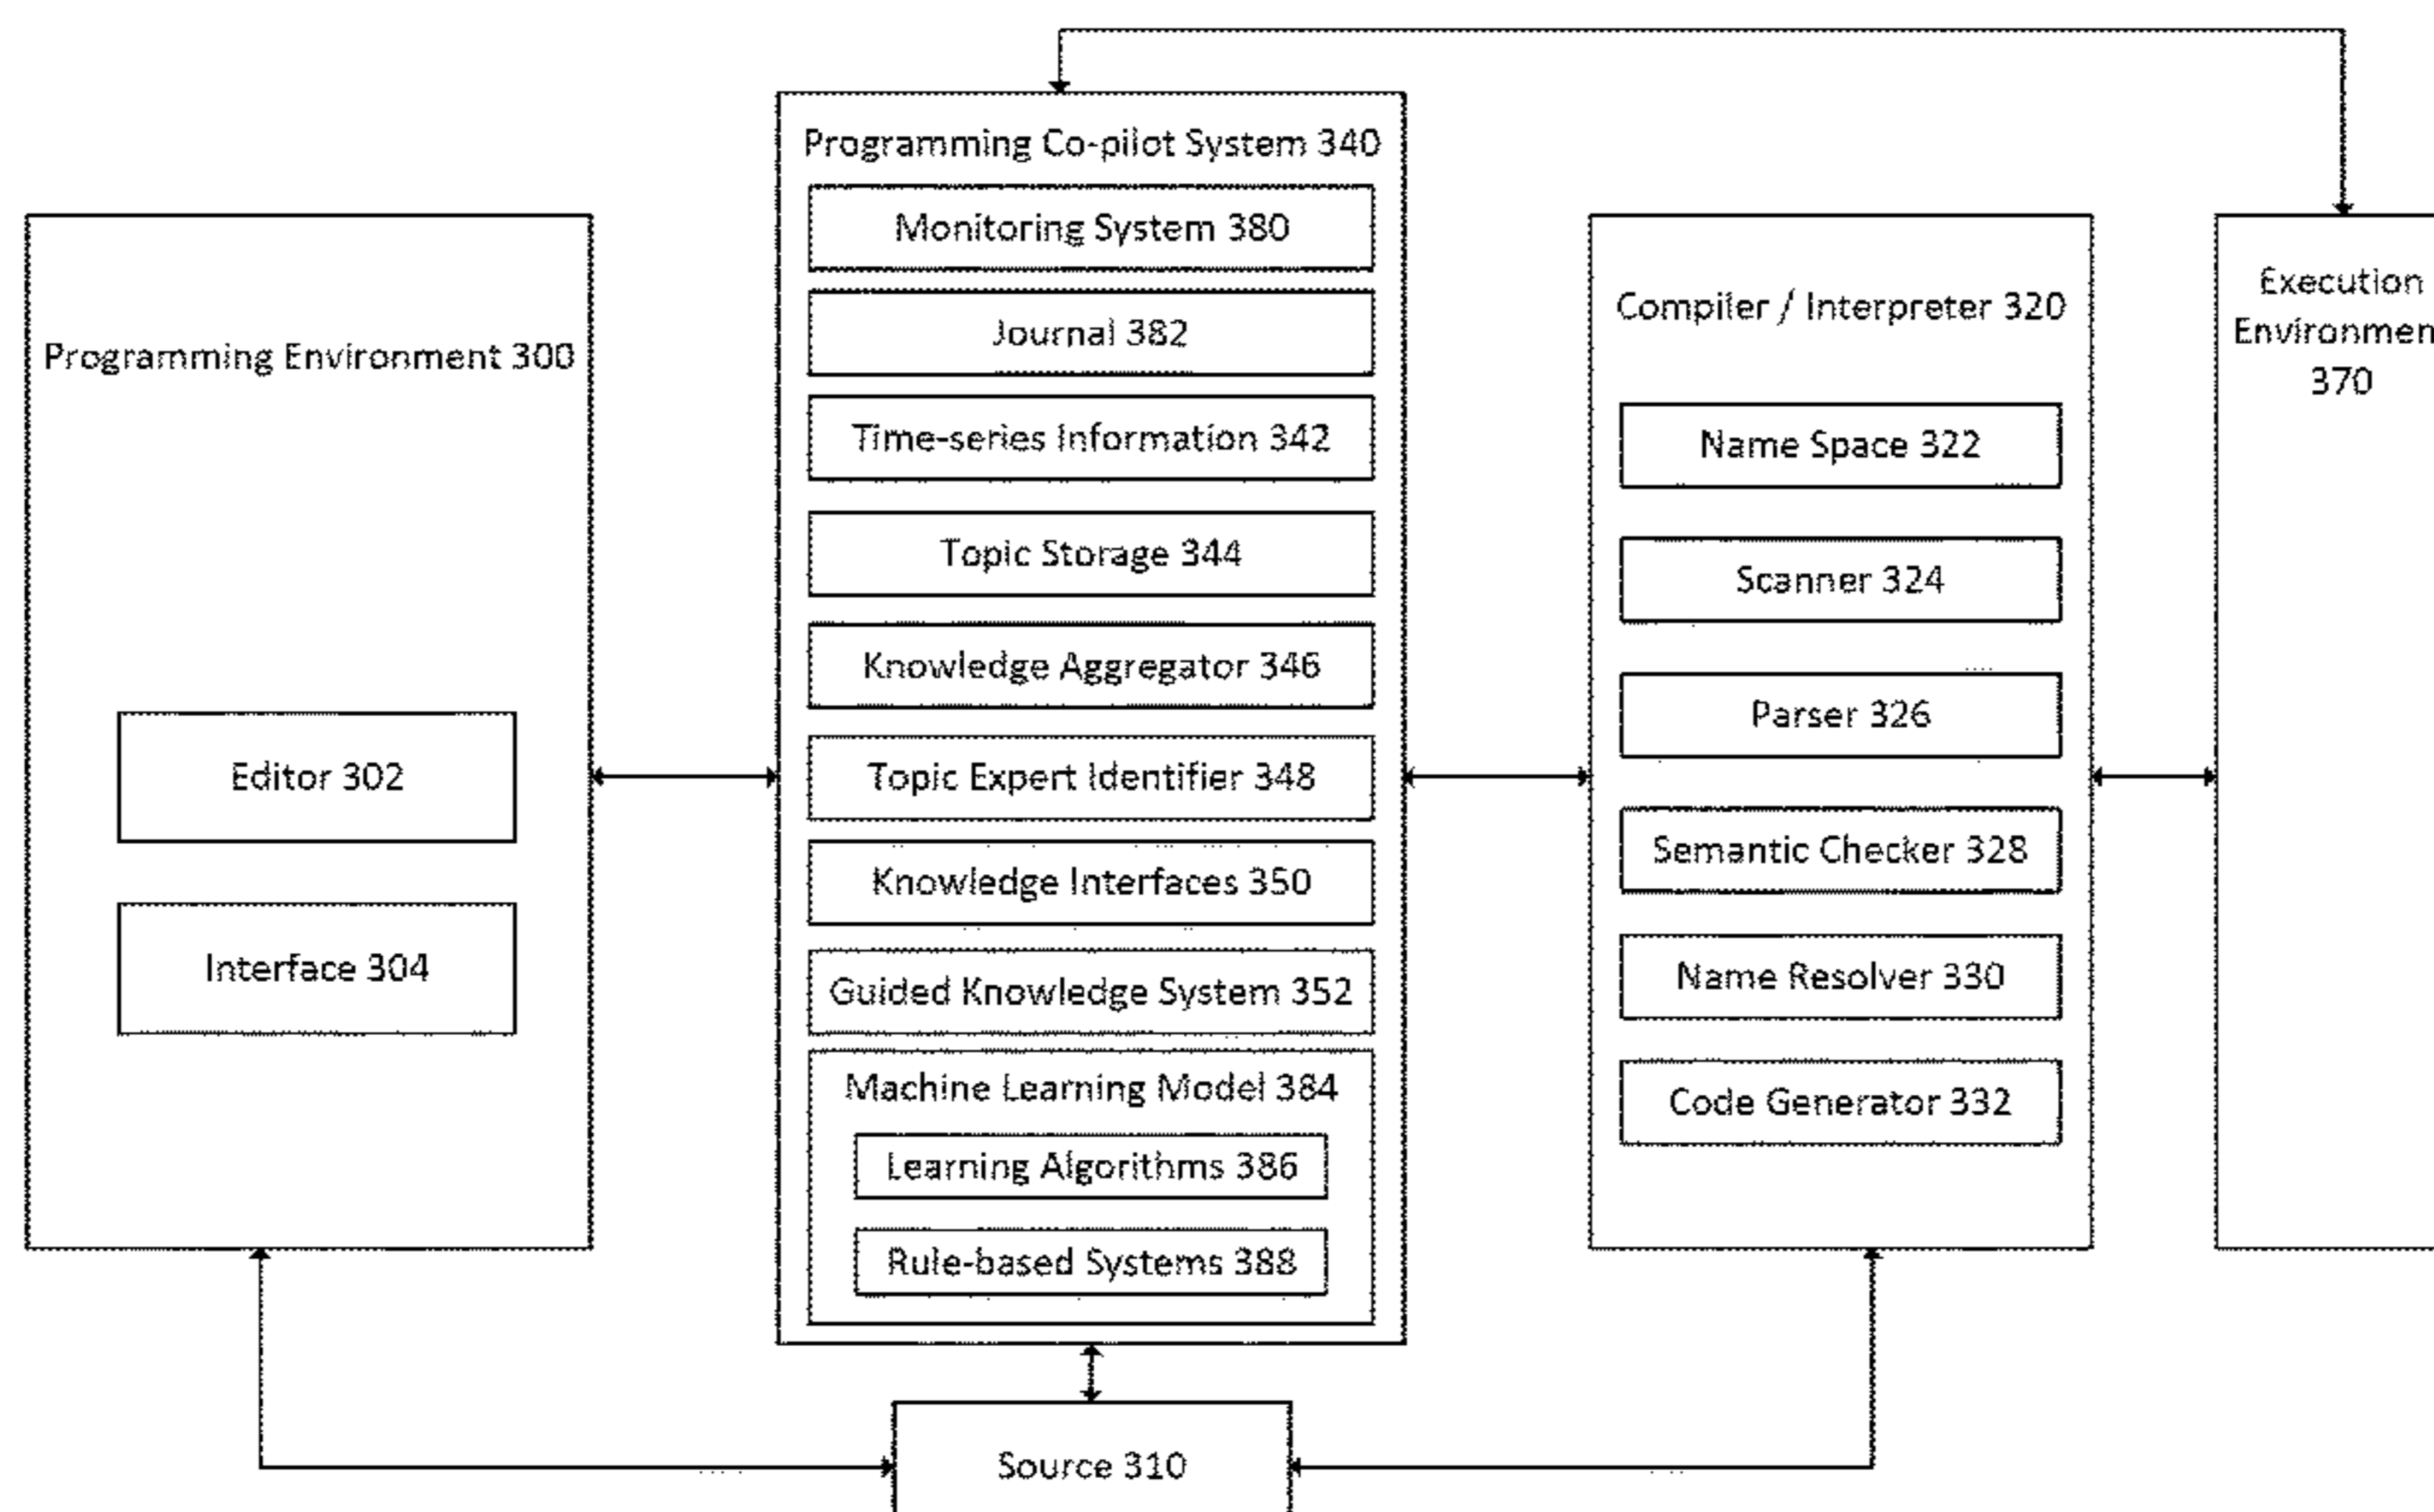 Programming Environment 300
Editor 302
Interface 304
Programming Co-pilot System 340
Monitoring System 380
Journal 382
Time-series Information 342
Topic Storage 344
Knowledge Aggregator 346
Topic Expert Identifier 348
Knowledge Interfaces 350
Guided Knowledge System 352
Machine Learning Model 384
Learning Algorithms 386
Rule-based Systems 388
Compiler / Interpreter 320
Name Space 322
Scanner 324
Parser 326
Semantic Checker 328
Name Resolver 330
Code Generator 332
Execution
Environmen
370
Source 310